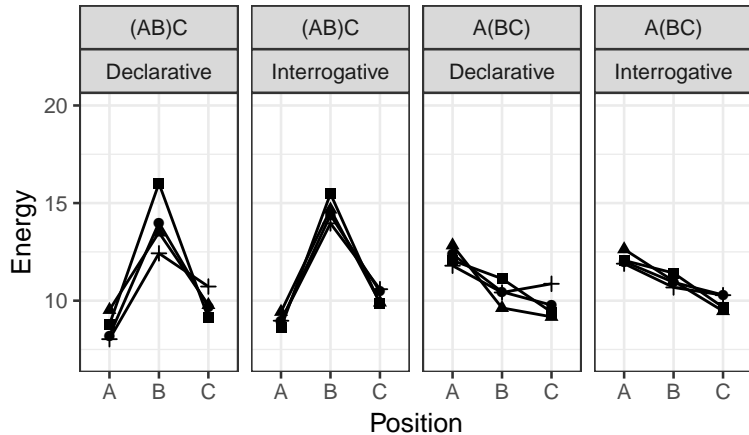 (AB)C (AB)C A(BC) A(BC)
Declarative Interrogative Declarative Interrogative
20
15
10
Energy
A B C A B C A B C A B C
Position